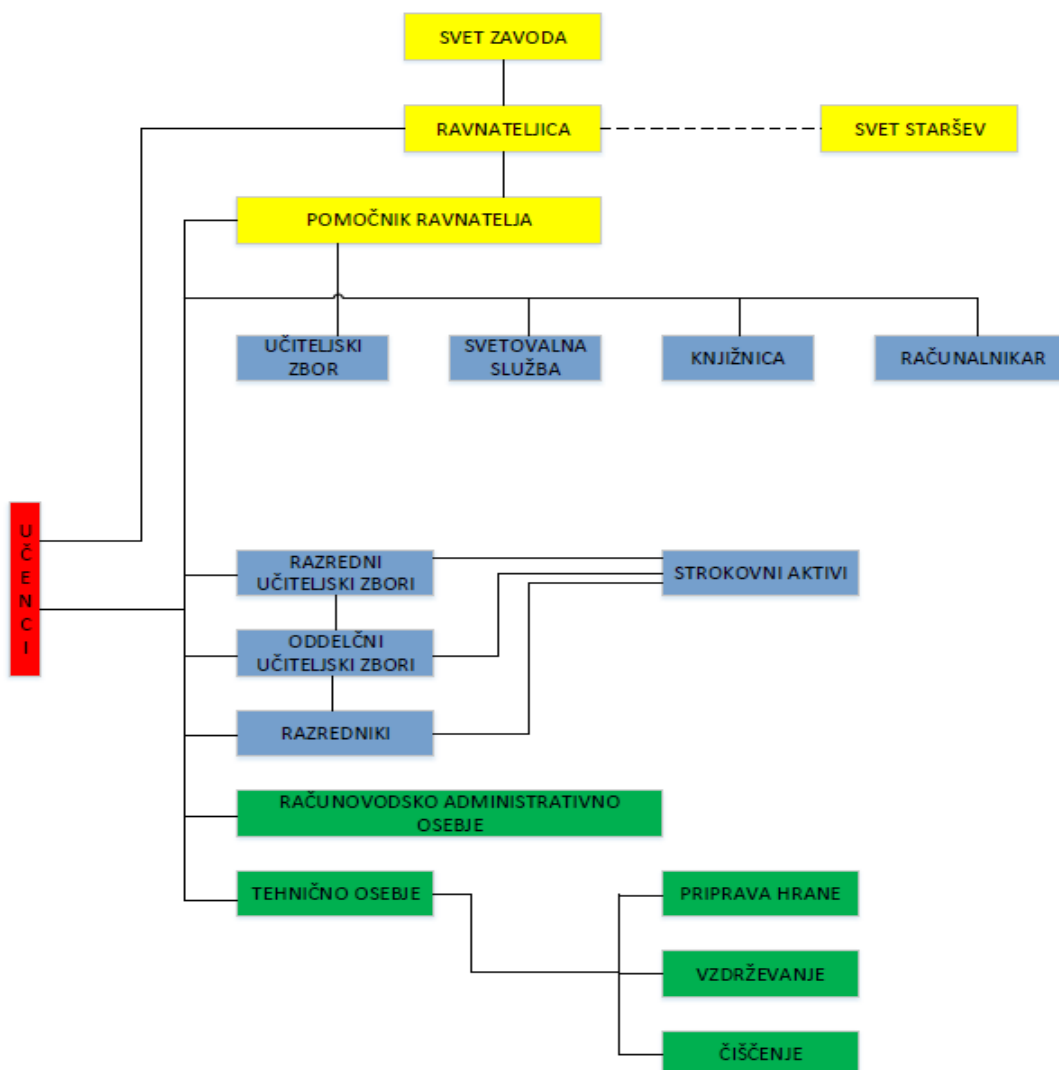 SVET ZAVODA
RAVNATELJICA
SVET STARŠEV
POMOČNIK RAVNATELJA
UČITELJSKI
ZBOR
SVETOVALNA
SLUŽBA
KNJIŽNICA
RAČUNALNIKAR
UČENCI
RAZREDNI
UČITELJSKI ZBORI
STROKOVNI AKTIVI
ODDELČNI
UČITELJSKI ZBORI
RAZREDNIKI
RAČUNOVODSKO ADMINISTRATIVNO
OSEBJE
TEHNIČNO OSEBJE
PRIPRAVA HRANE
VZDRŽEVANJE
ČIŠČENJE